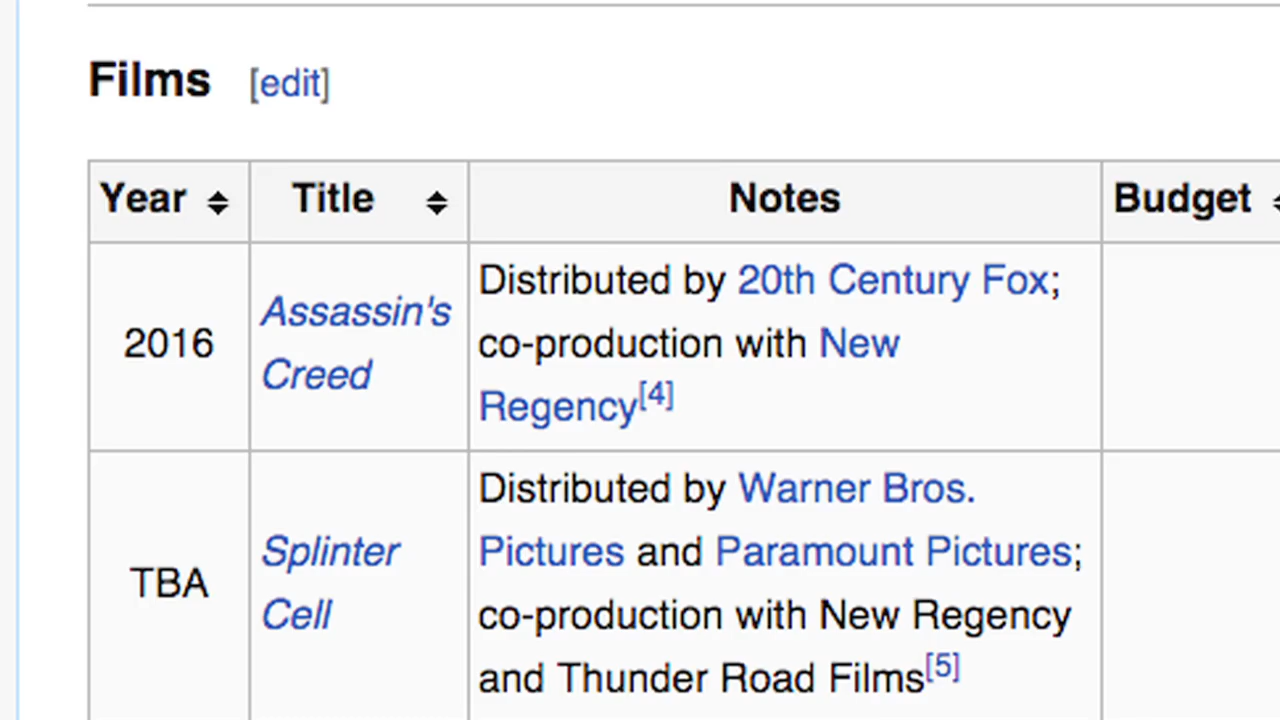 Films [edit]
Year Title Notes Budget
2016
Assassin's
Creed
Distributed by 20th Century Fox;
co-production with New
Regency[4]
TBA
Splinter
Cell
Distributed by Warner Bros.
Pictures and Paramount Pictures;
co-production with New Regency
and Thunder Road Films[5]